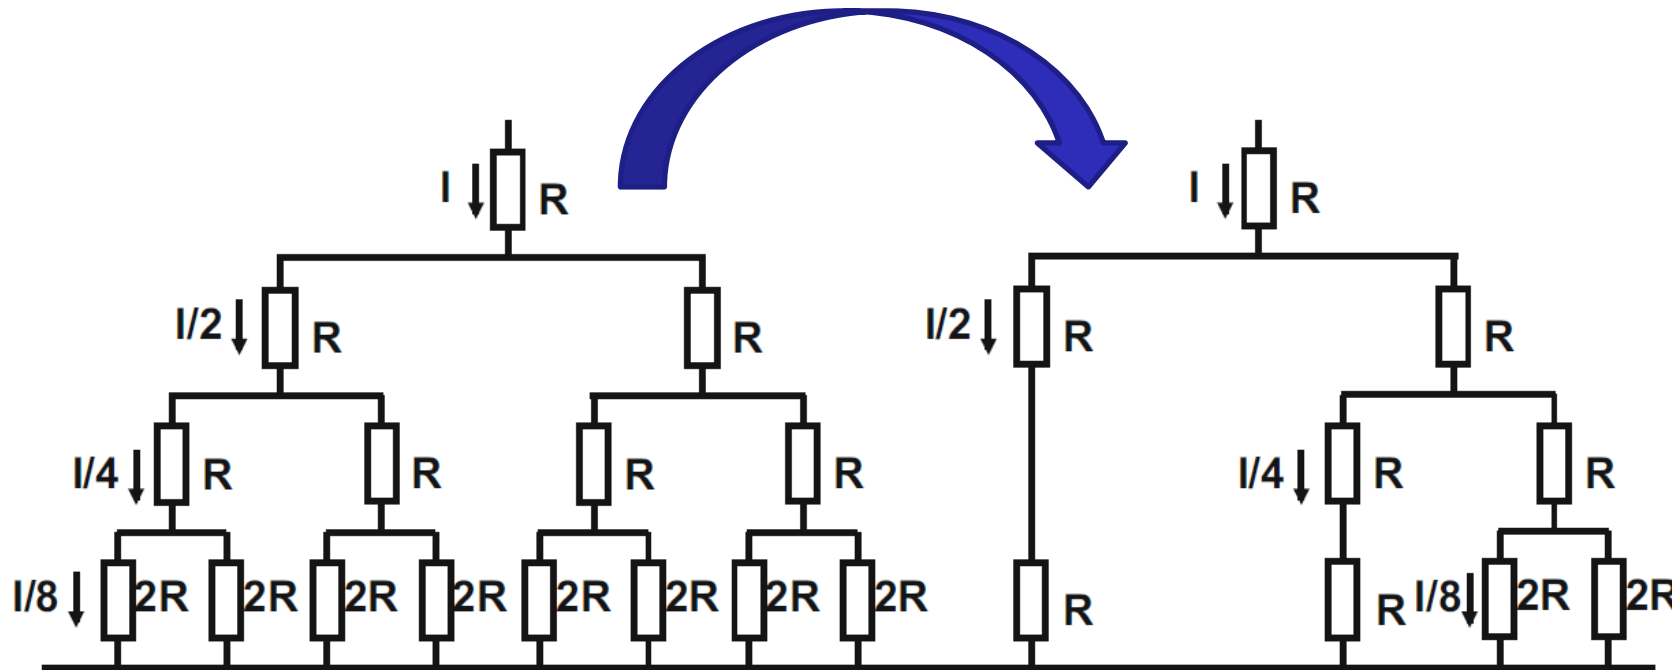 I R I R
I/2 R R I/2 R R
I/4 R R R R I/4 R R
I/8 2R 2R 2R 2R 2R 2R 2R 2R R R I/8 2R 2R